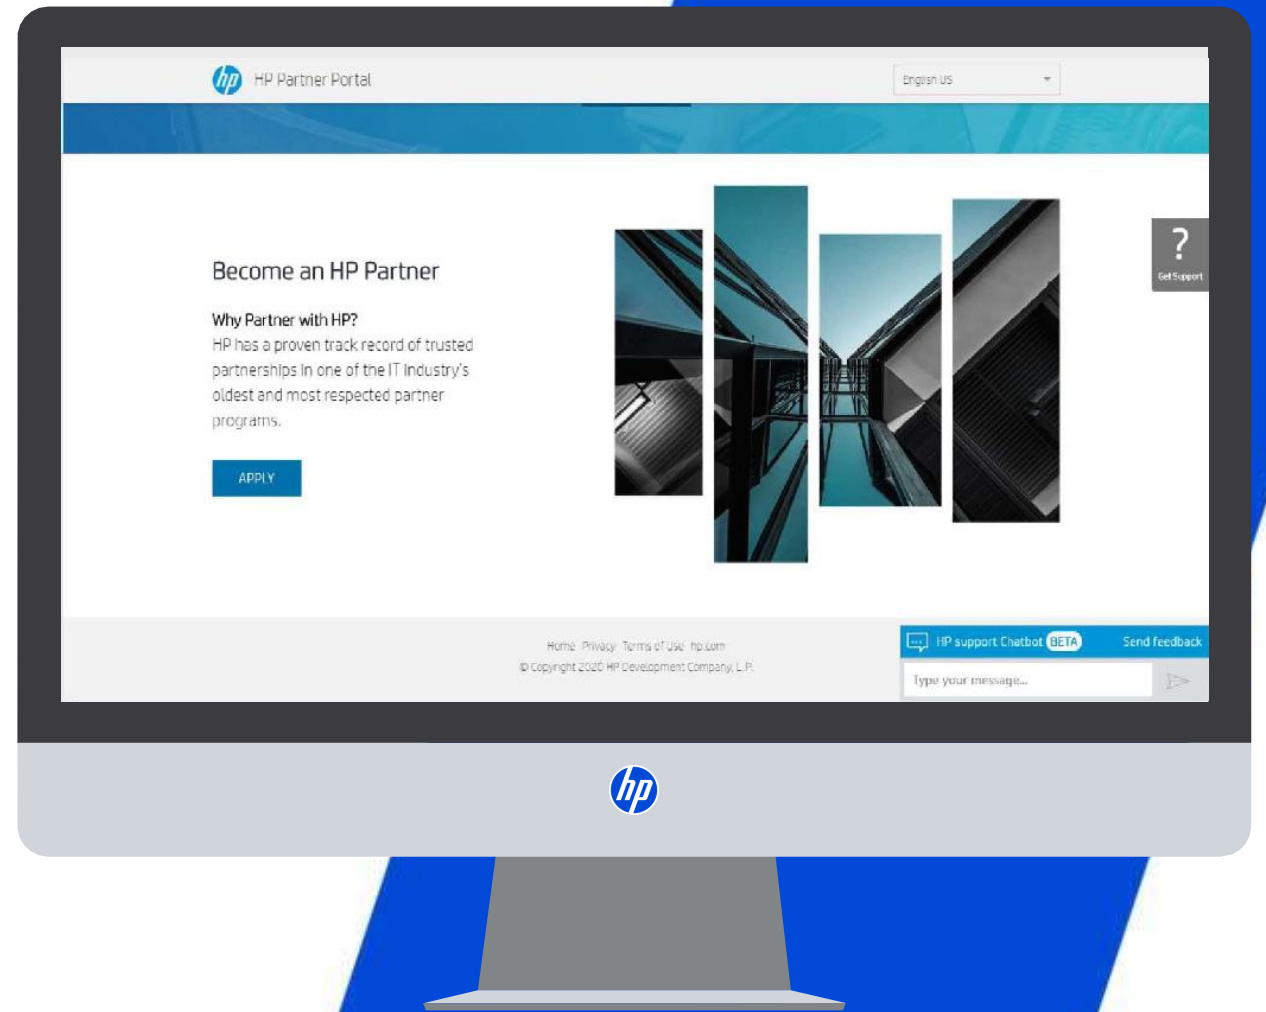 hp HP Partner Portal
English US
?
Get Support
Become an HP Partner
Why Partner with HP?
HP has a proven track record of trusted
partnerships in one of the IT Industry's
oldest and most respected partner
programs.
APPLY
Home Privacy Terms of Use hp.com
© Copyright 2020 HP Development Company, L.P.
HP support Chatbot BETA Send feedback
Type your message...
hp